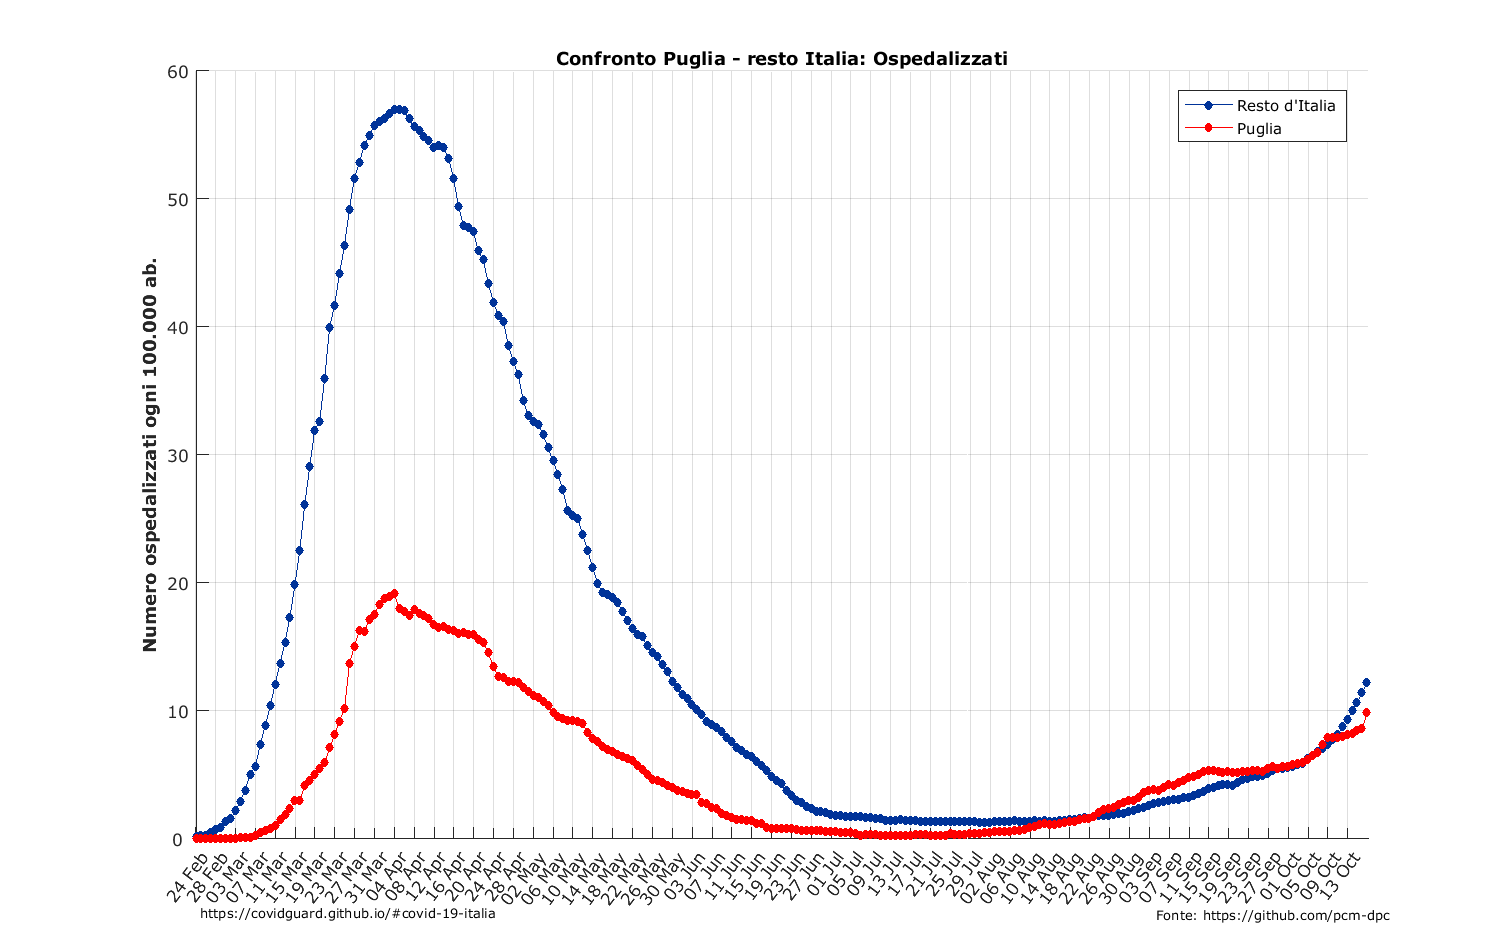 Confronto Puglia - resto Italia: Ospedalizzati
Resto d'Italia
Puglia
Numero ospedalizzati ogni 100.000 ab.
60
50
40
30
20
10
0
24 Feb
28 Feb
03 Mar
07 Mar
11 Mar
15 Mar
19 Mar
23 Mar
27 Mar
31 Mar
04 Apr
08 Apr
12 Apr
16 Apr
20 Apr
24 Apr
28 Apr
02 May
06 May
10 May
14 May
18 May
22 May
26 May
30 May
03 Jun
07 Jun
11 Jun
15 Jun
19 Jun
23 Jun
27 Jun
01 Jul
05 Jul
09 Jul
13 Jul
17 Jul
21 Jul
25 Jul
29 Jul
02 Aug
06 Aug
10 Aug
14 Aug
18 Aug
22 Aug
26 Aug
30 Aug
03 Sep
07 Sep
11 Sep
15 Sep
19 Sep
23 Sep
27 Sep
01 Oct
05 Oct
09 Oct
13 Oct
https://covidguard.github.io/#covid-19-italia
Fonte: https://github.com/pcm-dpc